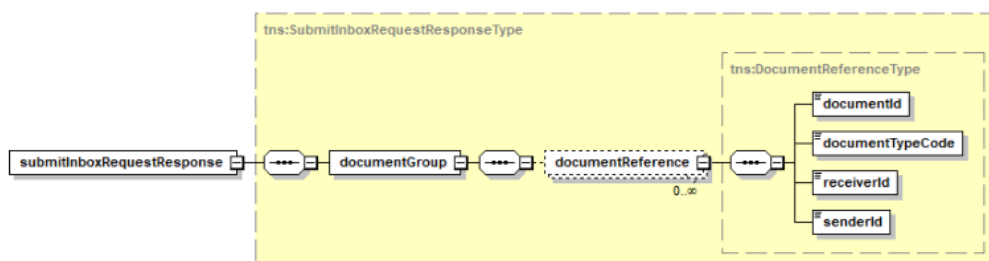 tns:SubmitInboxRequestResponseType
tns:DocumentReferenceType
documentId
submitInboxRequestResponse
documentGroup
documentReference
0..∞
documentTypeCode
receiverId
senderId